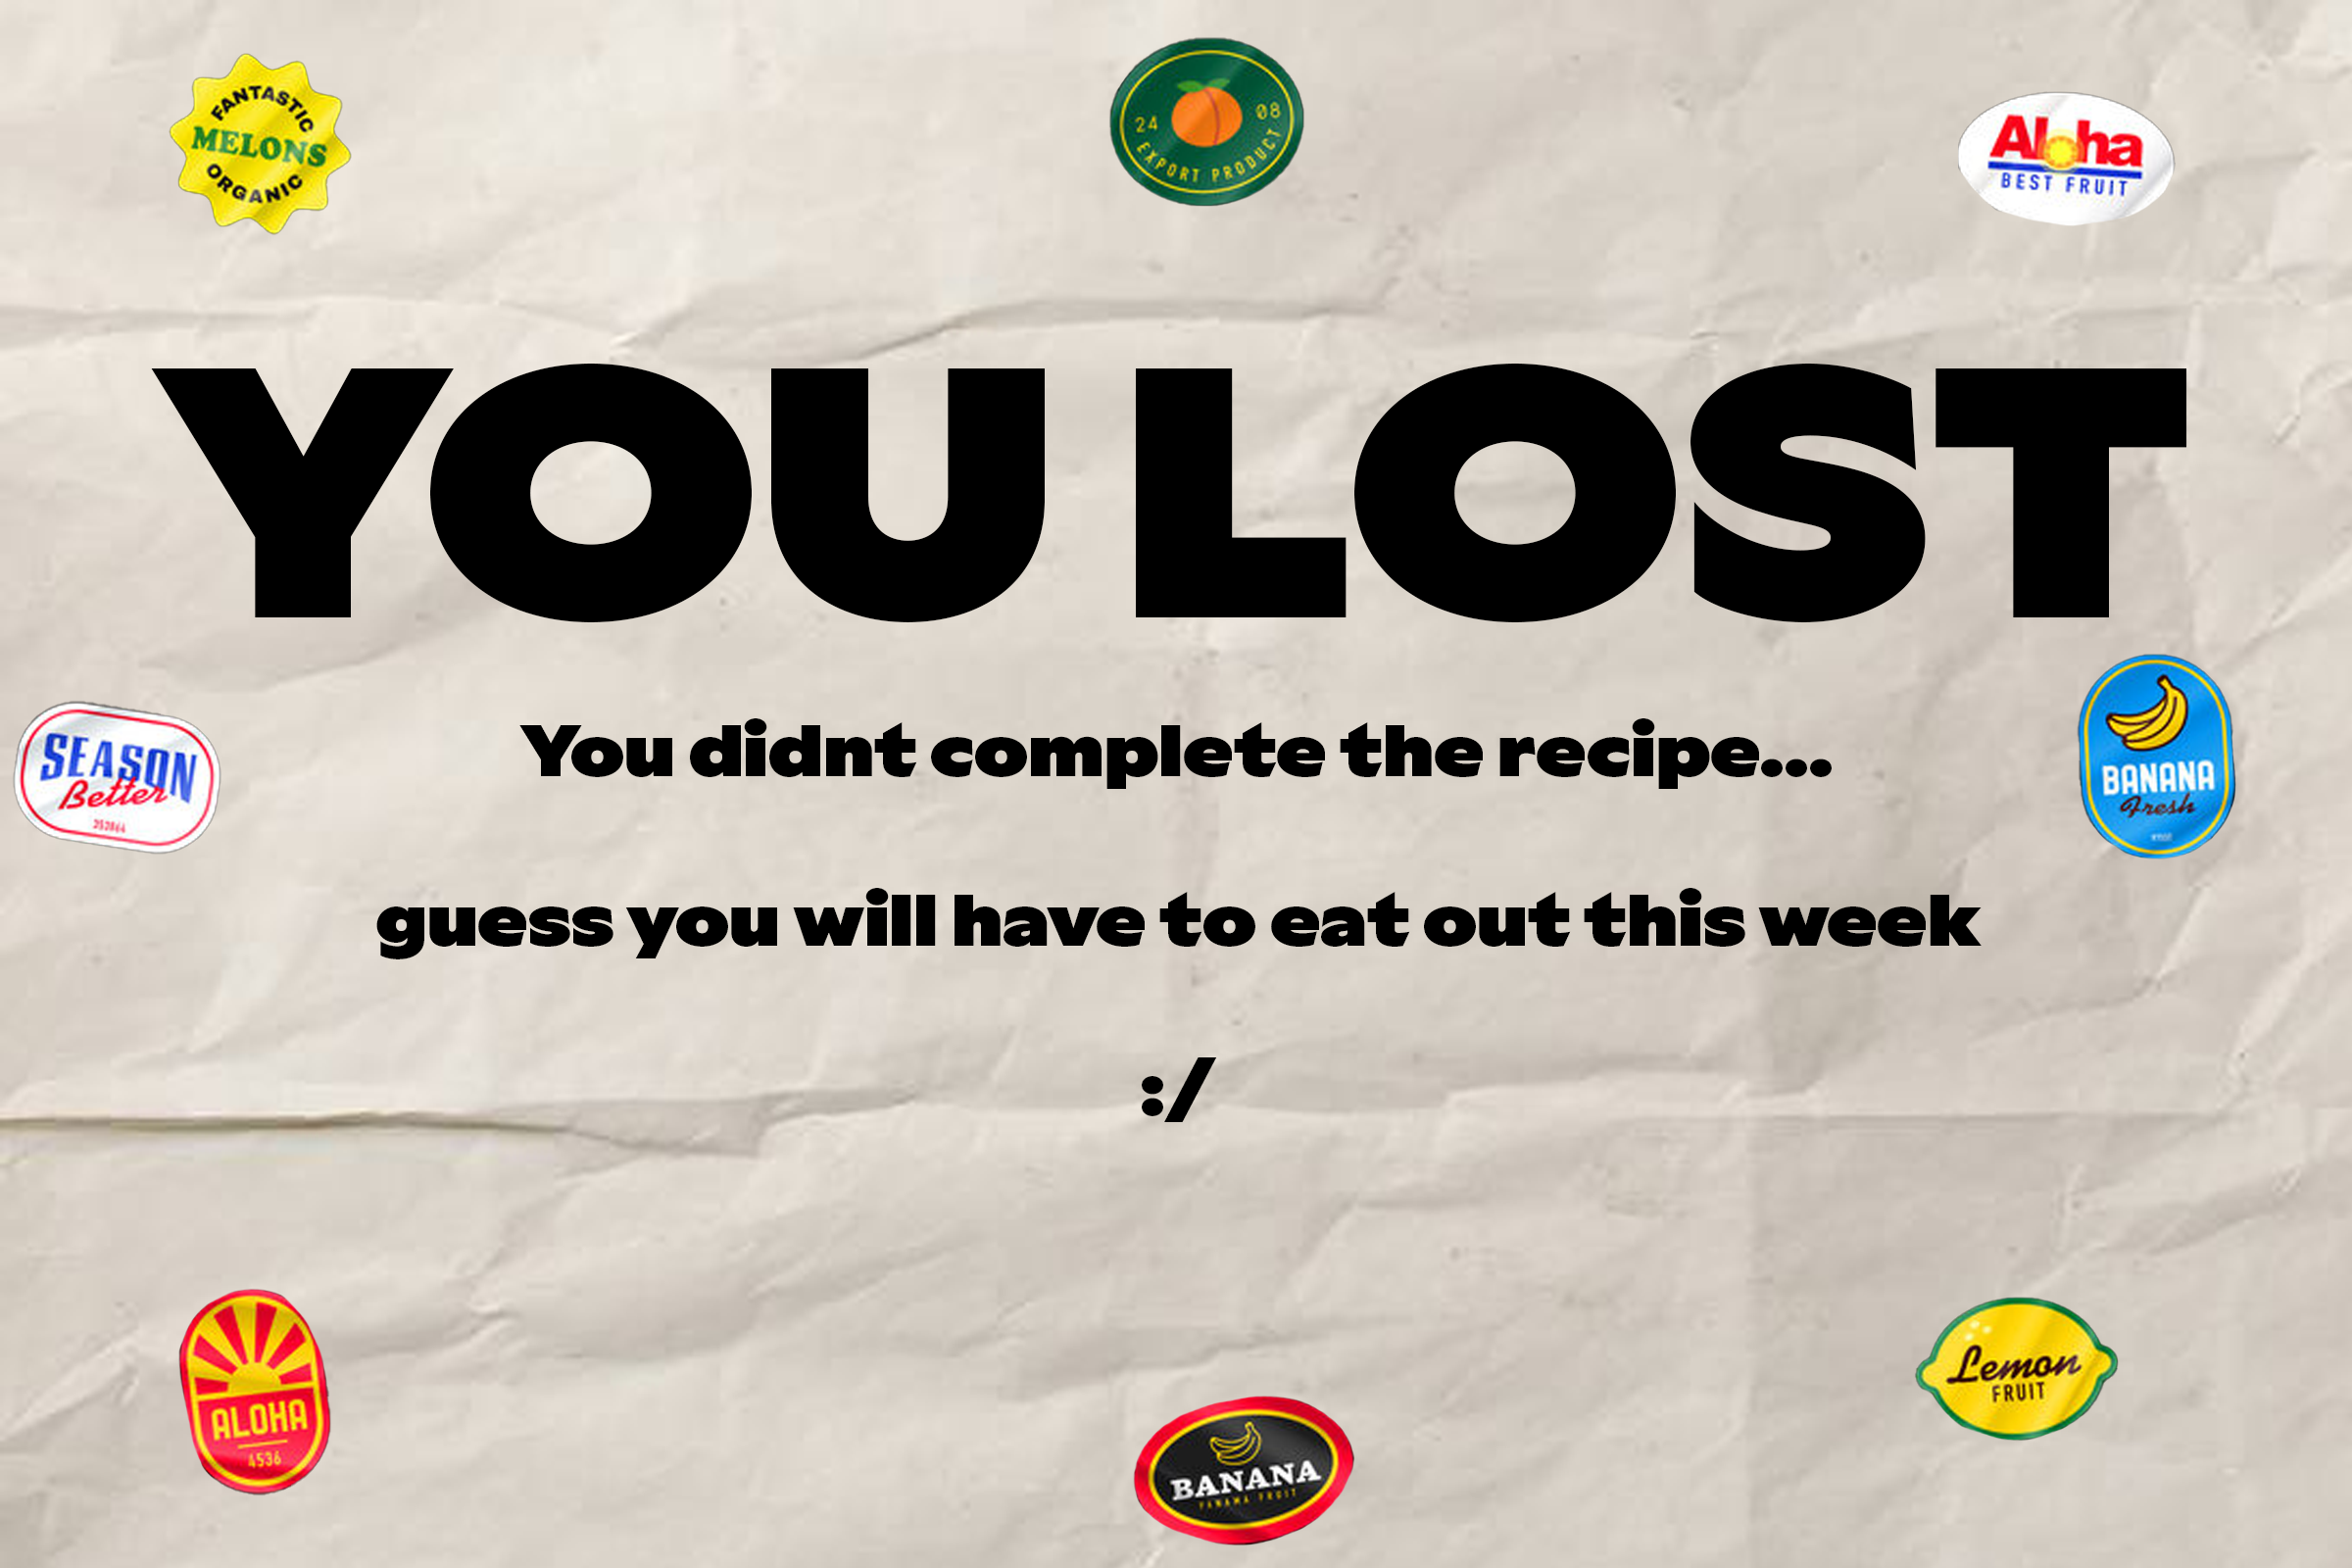 FANTASTIC
MELONS
ORGANIC
24 08
EXPORT PRODUCT
Aloha
BEST FRUIT
YOU LOST
SEASON
Better
You didnt complete the recipe...
BANANA
Fresh
guess you will have to eat out this week
:/
ALOHA
4536
BANANA
PANAMA FRUIT
Lemon
FRUIT